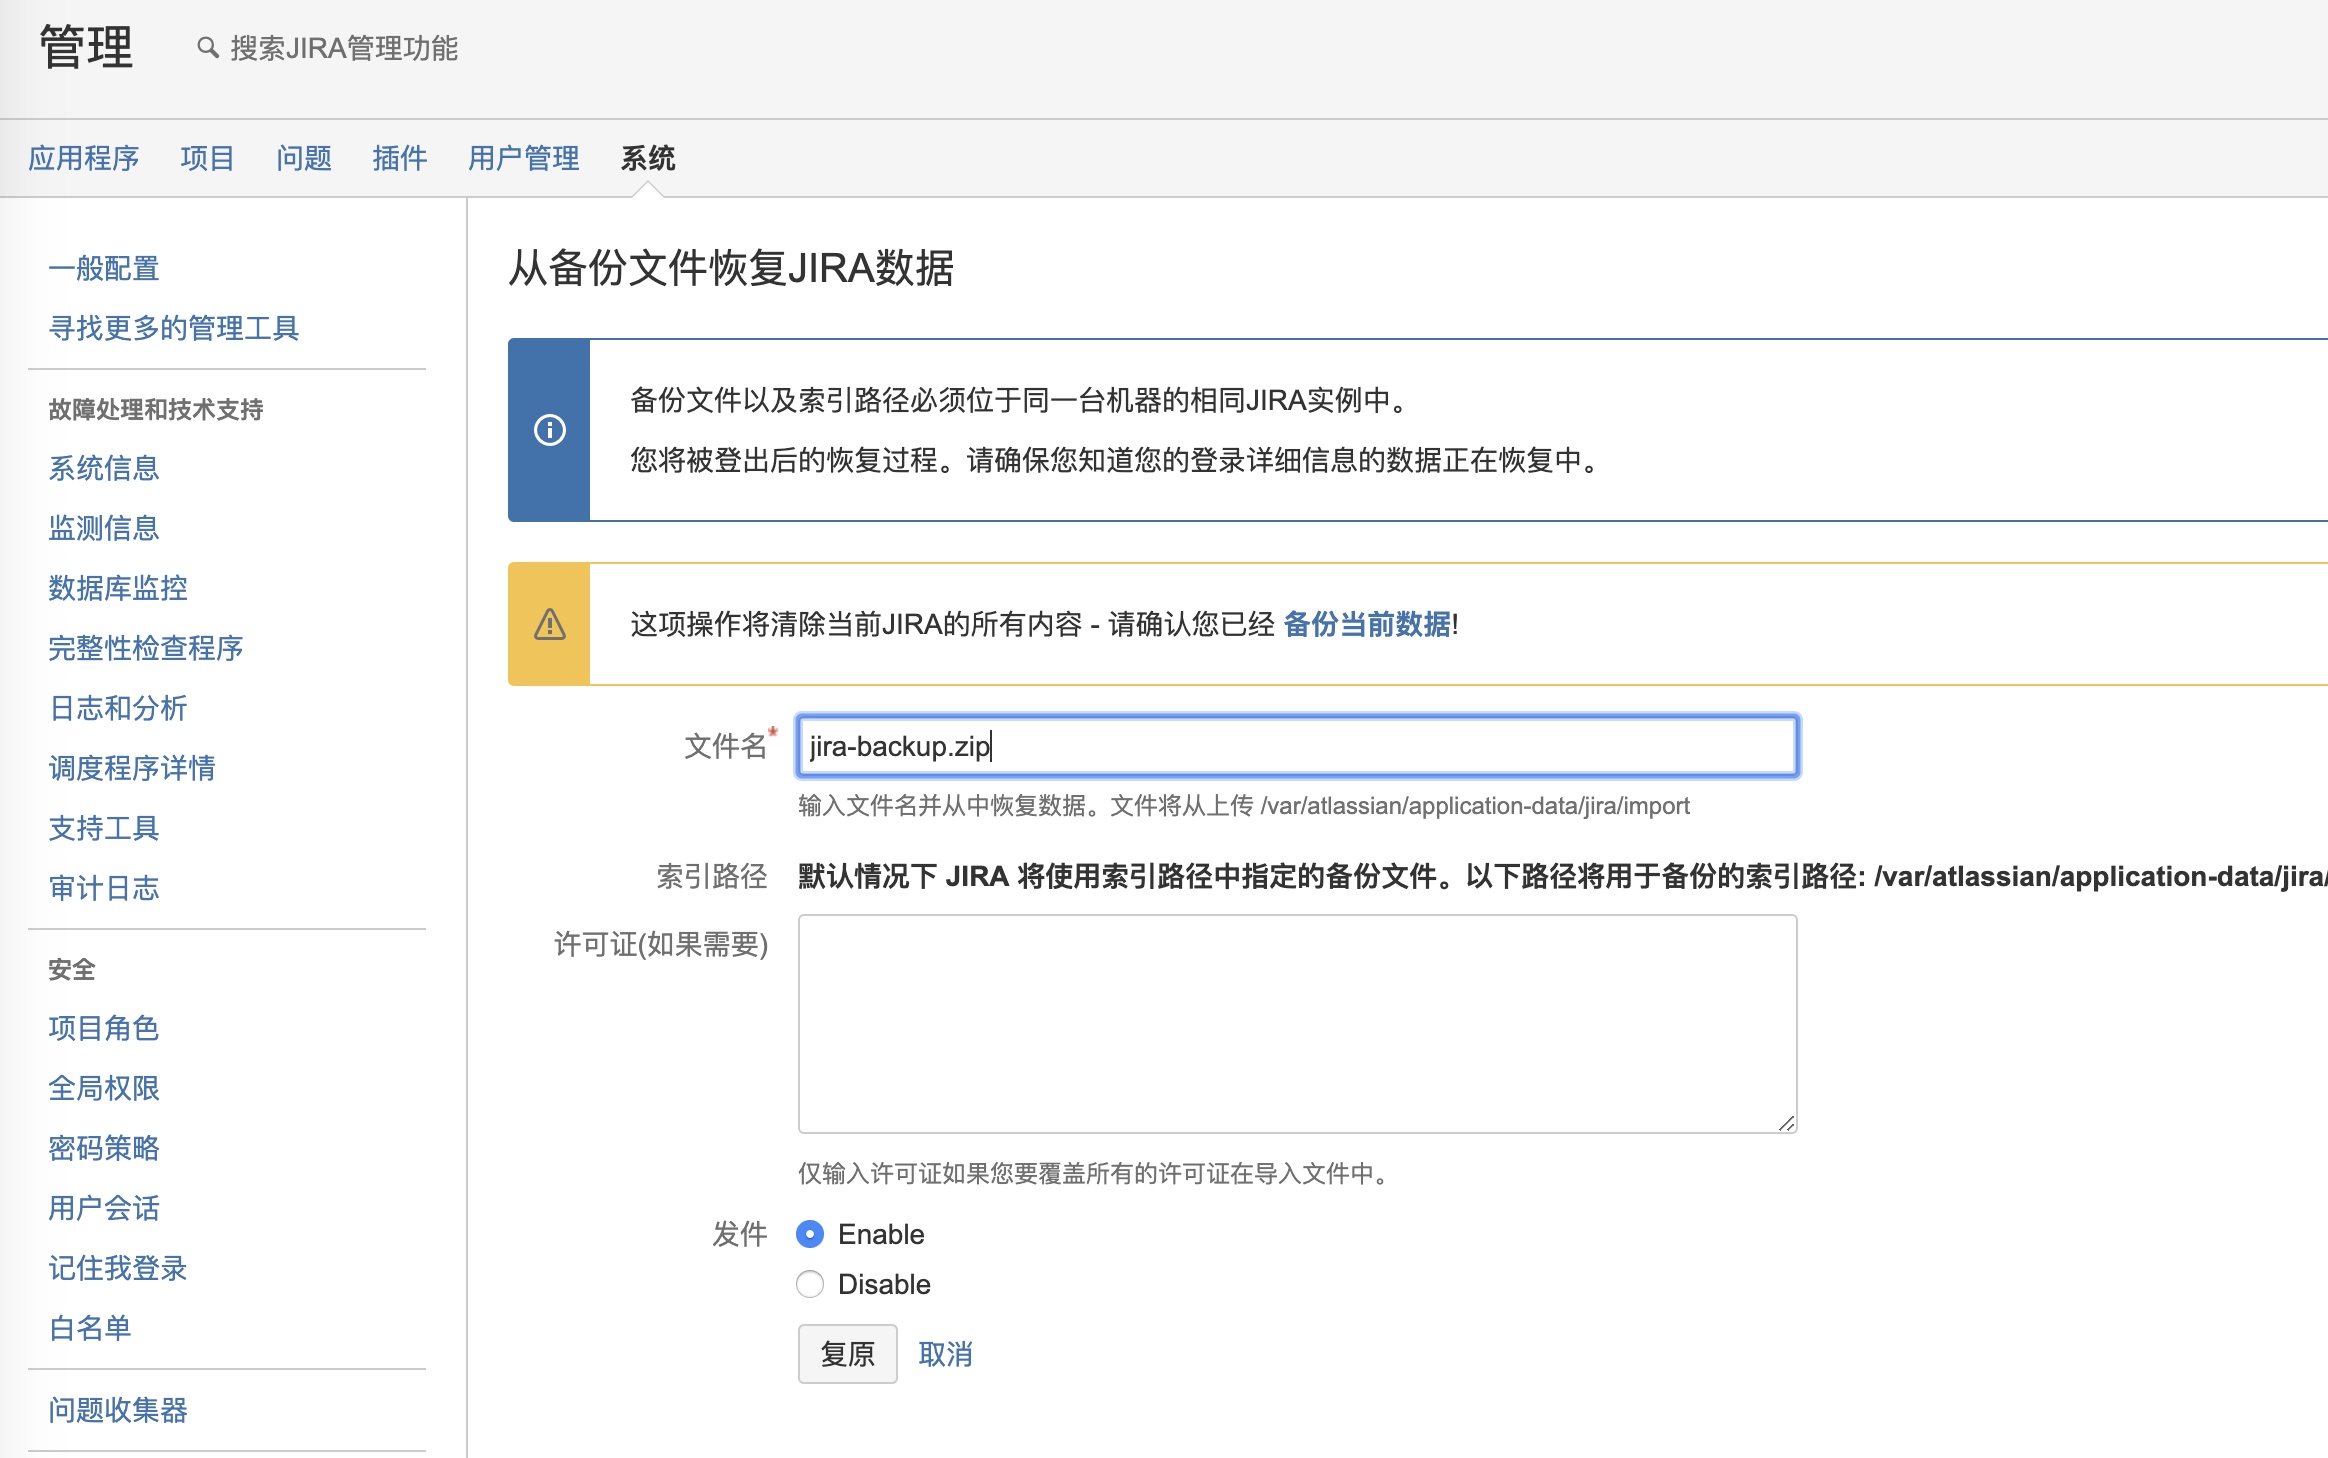 管理
搜索JIRA管理功能
应用程序 项目 问题 插件 用户管理 系统
一般配置
寻找更多的管理工具
故障处理和技术支持
系统信息
监测信息
数据库监控
完整性检查程序
日志和分析
调度程序详情
支持工具
审计日志
安全
项目角色
全局权限
密码策略
用户会话
记住我登录
白名单
问题收集器
从备份文件恢复JIRA数据
备份文件以及索引路径必须位于同一台机器的相同JIRA实例中。
您将被登出后的恢复过程。请确保您知道您的登录详细信息的数据正在恢复中。
这项操作将清除当前JIRA的所有内容 - 请确认您已经 备份当前数据!
文件名* jira-backup.zip
输入文件名并从中恢复数据。文件将从上传 /var/atlassian/application-data/jira/import
索引路径 默认情况下 JIRA 将使用索引路径中指定的备份文件。以下路径将用于备份的索引路径: /var/atlassian/application-data/jira/
许可证(如果需要)
仅输入许可证如果您要覆盖所有的许可证在导入文件中。
发件 Enable
Disable
复原 取消